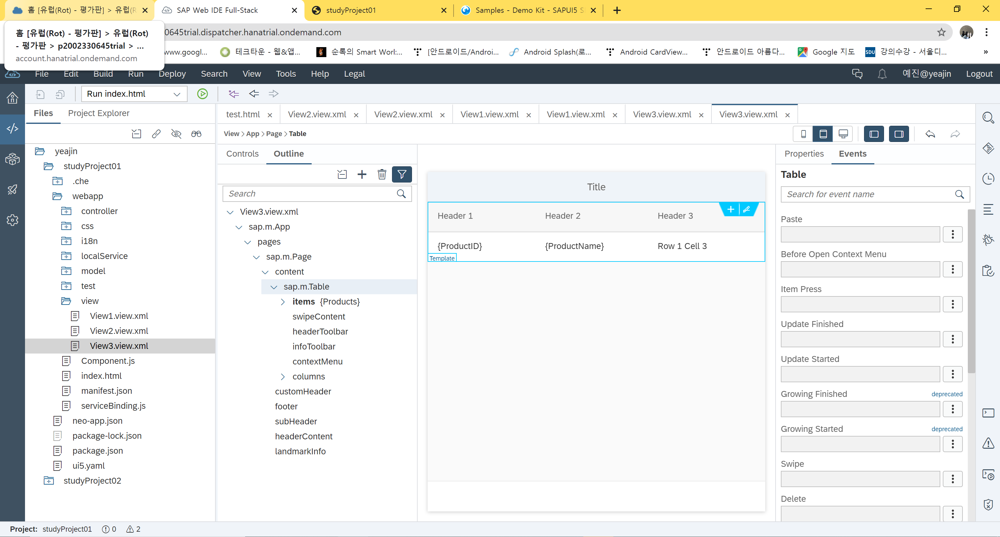 홈 [유럽(Rot) - 평가판] > 유럽(R
SAP Web IDE Full-Stack
studyProject01
Samples - Demo Kit - SAPUI5 S
홈 [유럽(Rot) - 평가판] > 유럽(Rot)
- 평가판 > p2002330645trial > ...
account.hanatrial.ondemand.com
0645trial.dispatcher.hanatrial.ondemand.com
www.googl...
테크타운 - 웹&앱...
순록의 Smart Worl:...
[안드로이드/Androi...
Android Splash(로...
Android CardView...
안드로이드 아름다...
Google 지도
SDU
강의수강 - 서울디...
»
File
Edit
Build
Run
Deploy
Search
View
Tools
Help
Legal
예진@yeajin
Logout
Run index.html
Files
Project Explorer
yeajin
studyProject01
.che
webapp
controller
css
i18n
localService
model
test
view
View1.view.xml
View2.view.xml
View3.view.xml
Component.js
index.html
manifest.json
serviceBinding.js
neo-app.json
package-lock.json
package.json
ui5.yaml
studyProject02
test.html
View2.view.xml
View2.view.xml
View1.view.xml
View1.view.xml
View3.view.xml
View3.view.xml
View > App > Page > Table
Controls
Outline
Search
View3.view.xml
sap.m.App
pages
sap.m.Page
content
sap.m.Table
items {Products}
swipeContent
headerToolbar
infoToolbar
contextMenu
columns
customHeader
footer
subHeader
headerContent
landmarkInfo
Title
Header 1
Header 2
Header 3
{ProductID}
{ProductName}
Row 1 Cell 3
Template
Properties
Events
Table
Search for event name
Paste
Before Open Context Menu
Item Press
Update Finished
Update Started
Growing Finished
deprecated
Growing Started
deprecated
Swipe
Delete
Project: studyProject01
0
2